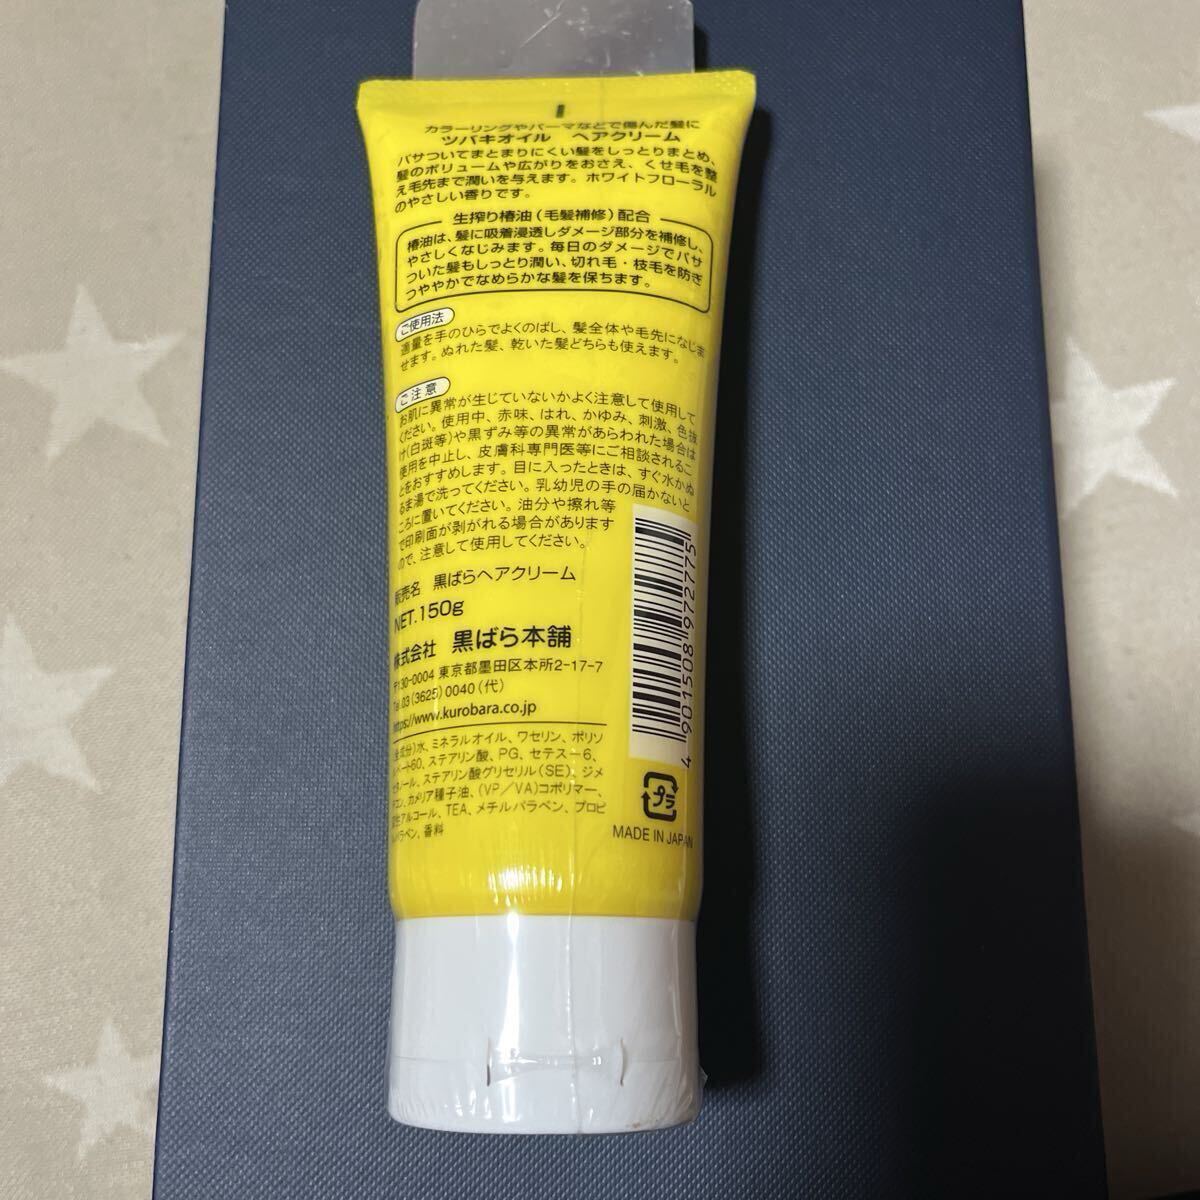 カラーリングやパーマなどで傷んだ髪に
ツバキオイル ヘアクリーム
パサついてまとまりにくい髪をしっとりまとめ、
髪のボリュームや広がりをおさえ、くせ毛を整
え毛先まで潤いを与えます。ホワイトフローラル
のやさしい香りです。
生搾り椿油(毛髪補修)配合
椿油は、髪に吸着浸透しダメージ部分を補修し、
やさしくなじみます。毎日のダメージでパサ
ついた髪もしっとり潤い、切れ毛・枝毛を防ぎ
つややかでなめらかな髪を保ちます。
ご使用法
適量を手のひらでよくのばし、髪全体や毛先になじま
せます。ぬれた髪、乾いた髪どちらも使えます。
ご注意
お肌に異常が生じていないかよく注意して使用して
ください。使用中、赤味、はれ、かゆみ、刺激、色抜
け(白斑等)や黒ずみ等の異常があらわれた場合は
使用を中止し、皮膚科専門医等にご相談されるこ
とをおすすめします。目に入ったときは、すぐ水かぬ
るま湯で洗ってください。乳幼児の手の届かないと
ころに置いてください。油分や擦れ等
で印刷面が剥がれる場合があります
ので、注意して使用してください。
販売名 黒ばらヘアクリーム
NET.150g
株式会社 黒ばら本舗
〒130-0004 東京都墨田区本所2-17-7
Tel.03(3625)0040(代)
https://www.kurobara.co.jp
(全成分)水、ミネラルオイル、ワセリン、ポリソ
ルベート60、ステアリン酸、PG、セテス-6、
セタノール、ステアリン酸グリセリル(SE)、ジメ
チコン、カメリア種子油、(VP/VA)コポリマー、
変性アルコール、TEA、メチルパラベン、プロピ
ルパラベン、香料
4 901508 972775
プラ
MADE IN JAPAN